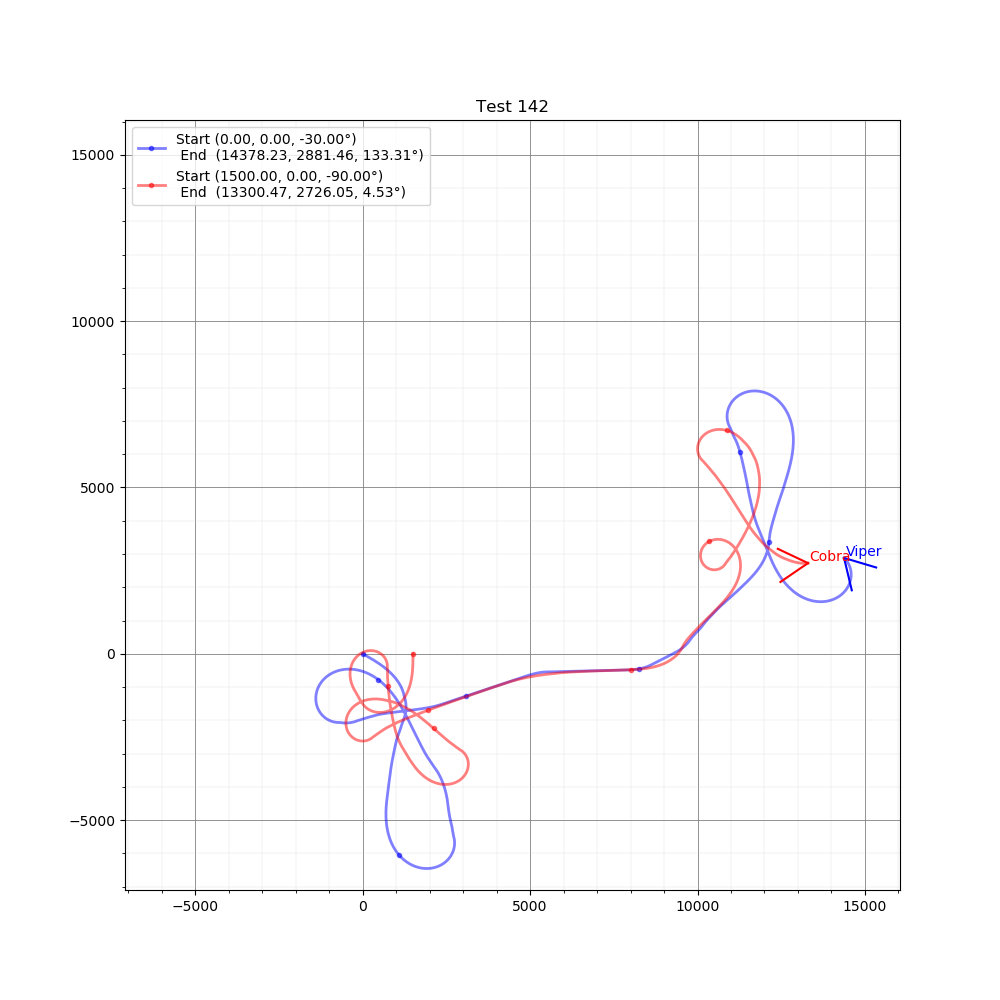 Test 142
Start (0.00, 0.00, -30.00°)
End (14378.23, 2881.46, 133.31°)
Start (1500.00, 0.00, -90.00°)
End (13300.47, 2726.05, 4.53°)
15000
10000
5000
0
−5000
Viper
Cobra
−5000
0
5000
10000
15000